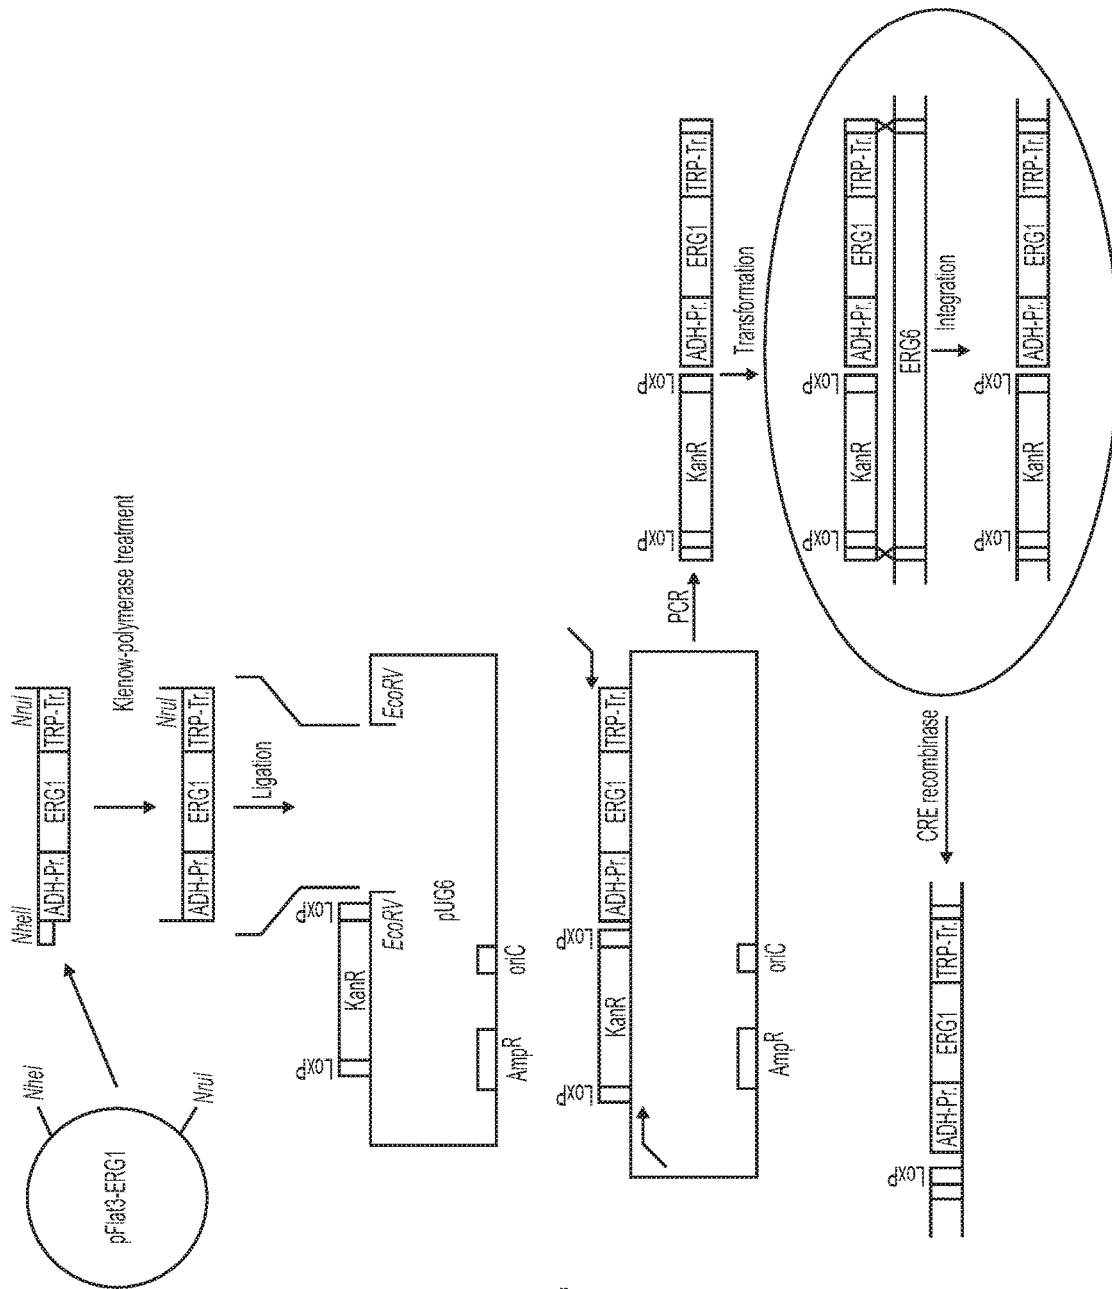 pFlat3-ERG1
NheI
NruI
NheII
NruI
ADH-Pr. ERG1 TRP-Tr.
Klenow-polymerase treatment
NruI
ADH-Pr. ERG1 TRP-Tr.
Ligation
LoxP KanR LoxP
EcoRV
EcoRV
pUG6
AmpR
oriC
LoxP KanR LoxP
ADH-Pr. ERG1 TRP-Tr.
AmpR
oriC
PCR
LoxP KanR LoxP
ADH-Pr. ERG1 TRP-Tr.
Transformation
LoxP KanR LoxP
ADH-Pr. ERG1 TRP-Tr.
ERG6
Integration
LoxP KanR LoxP
ADH-Pr. ERG1 TRP-Tr.
CRE recombinase
LoxP
ADH-Pr. ERG1 TRP-Tr.